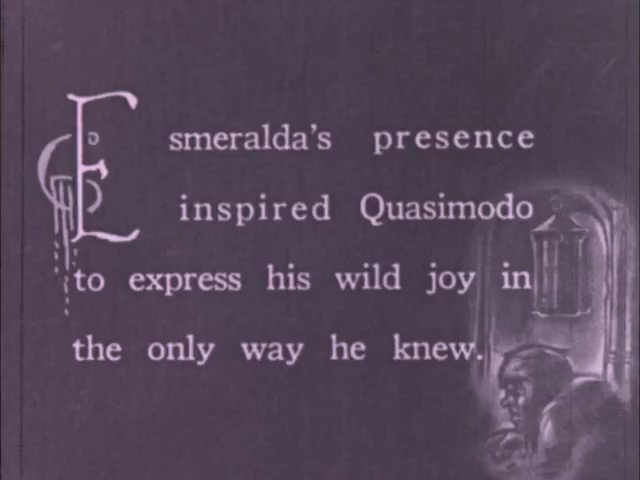 Esmeralda's presence
inspired Quasimodo
to express his wild joy in
the only way he knew.